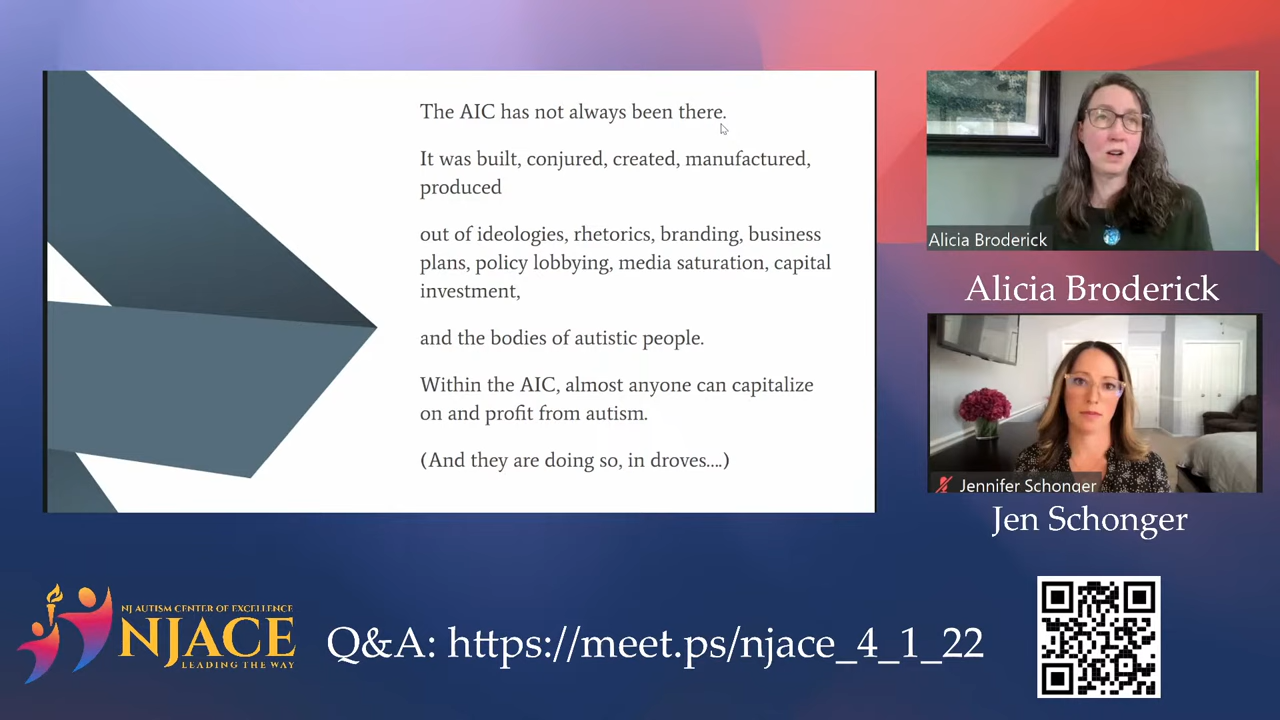 The AIC has not always been there.
It was built, conjured, created, manufactured,
produced
out of ideologies, rhetorics, branding, business
plans, policy lobbying, media saturation, capital
investment,
and the bodies of autistic people.
Within the AIC, almost anyone can capitalize
on and profit from autism.
(And they are doing so, in droves....)
Alicia Broderick
Alicia Broderick
Jennifer Schonger
Jen Schonger
NJ AUTISM CENTER OF EXCELLENCE
NJACE
LEADING THE WAY
Q&A: https://meet.ps/njace_4_1_22